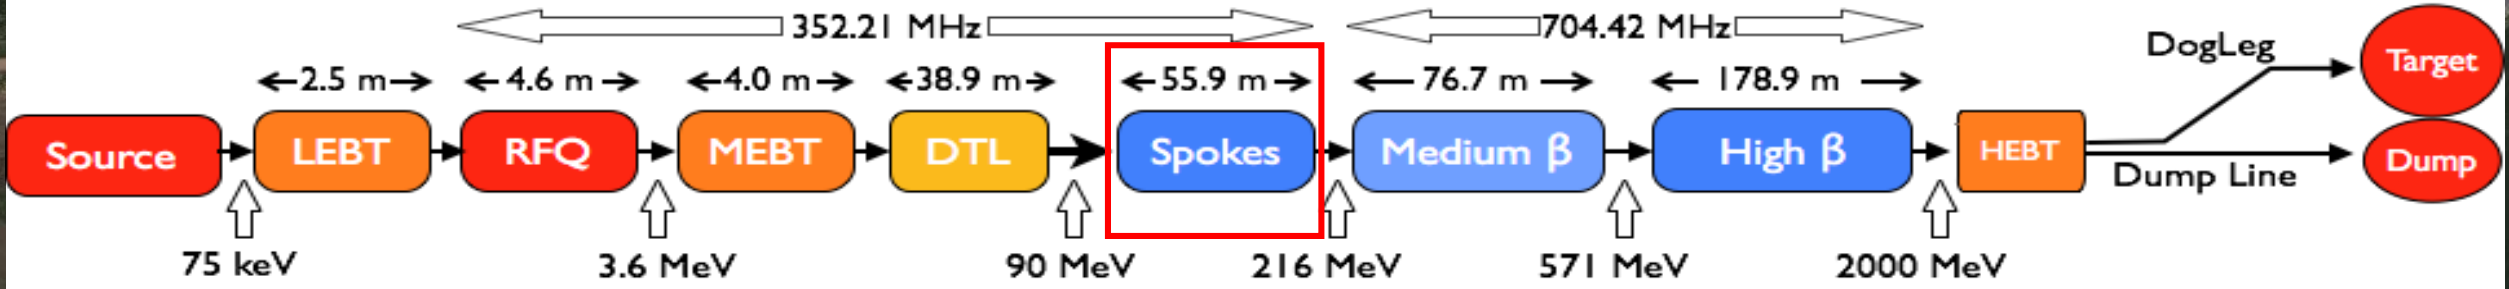 352.21 MHz 704.42 MHz
DogLeg
2.5 m 4.6 m 4.0 m 38.9 m 55.9 m 76.7 m 178.9 m
Target
Source LEBT RFQ MEBT DTL Spokes Medium β High β HEBT
Dump Line Dump
75 keV 3.6 MeV 90 MeV 216 MeV 571 MeV 2000 MeV